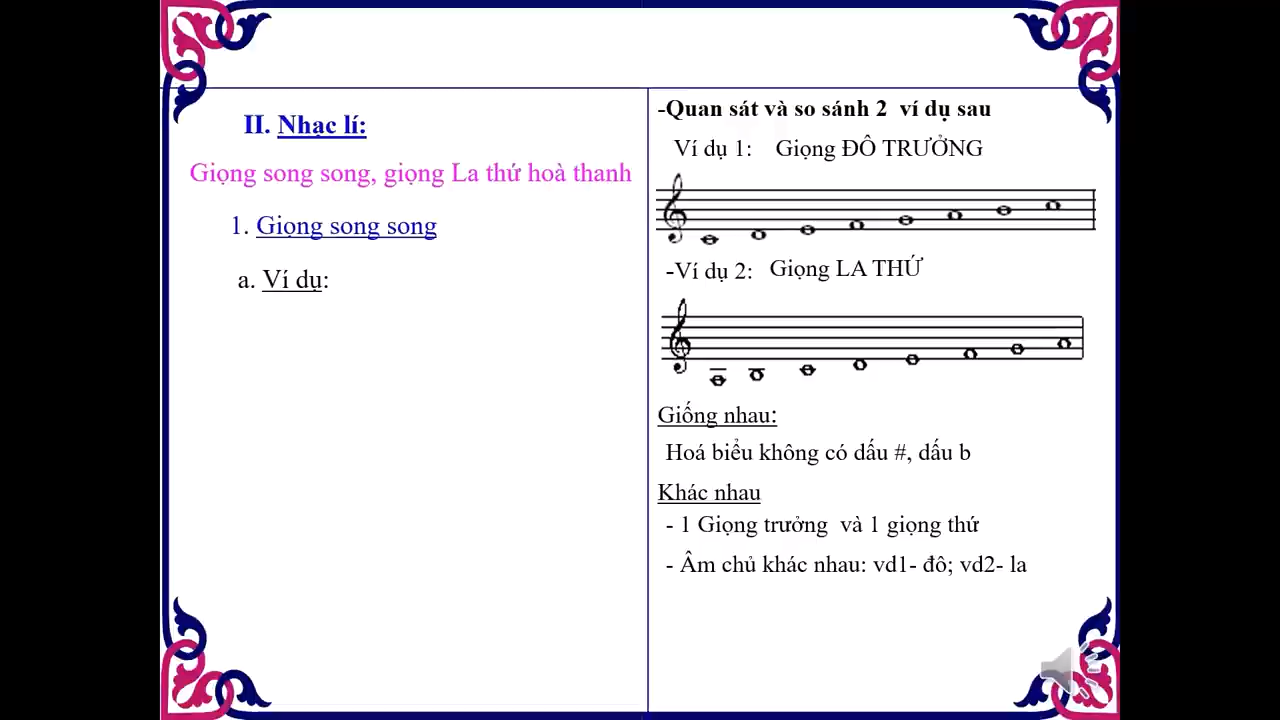 II. Nhạc lí:
Giọng song song, giọng La thứ hoà thanh
1. Giọng song song
a. Ví dụ:
-Quan sát và so sánh 2 ví dụ sau
Ví dụ 1: Giọng ĐÔ TRƯỞNG
-Ví dụ 2: Giọng LA THỨ
Giống nhau:
Hoá biểu không có dấu #, dấu b
Khác nhau
- 1 Giọng trưởng và 1 giọng thứ
- Âm chủ khác nhau: vd1- đô; vd2- la